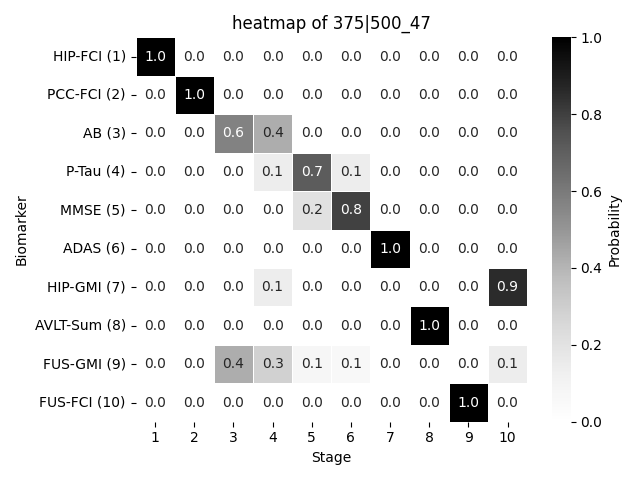 heatmap of 375|500_47
HIP-FCI (1) 1.0 0.0 0.0 0.0 0.0 0.0 0.0 0.0 0.0 0.0
PCC-FCI (2) 0.0 1.0 0.0 0.0 0.0 0.0 0.0 0.0 0.0 0.0
AB (3) 0.0 0.0 0.6 0.4 0.0 0.0 0.0 0.0 0.0 0.0
P-Tau (4) 0.0 0.0 0.0 0.1 0.7 0.1 0.0 0.0 0.0 0.0
MMSE (5) 0.0 0.0 0.0 0.0 0.2 0.8 0.0 0.0 0.0 0.0
ADAS (6) 0.0 0.0 0.0 0.0 0.0 0.0 1.0 0.0 0.0 0.0
HIP-GMI (7) 0.0 0.0 0.0 0.1 0.0 0.0 0.0 0.0 0.0 0.9
AVLT-Sum (8) 0.0 0.0 0.0 0.0 0.0 0.0 0.0 1.0 0.0 0.0
FUS-GMI (9) 0.0 0.0 0.4 0.3 0.1 0.1 0.0 0.0 0.0 0.1
FUS-FCI (10) 0.0 0.0 0.0 0.0 0.0 0.0 0.0 0.0 1.0 0.0
1 2 3 4 5 6 7 8 9 10
Stage
Biomarker
1.0
0.8
0.6
0.4
0.2
0.0
Probability